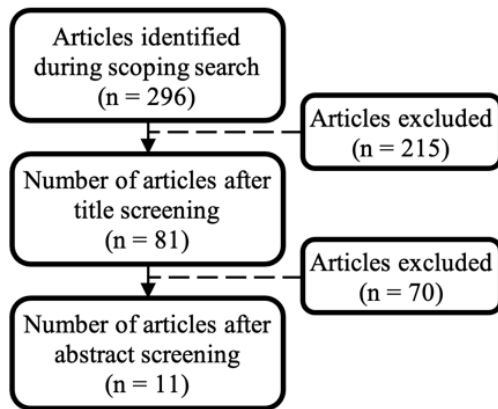 Articles identified
during scoping search
(n = 296)
Articles excluded
(n = 215)
Number of articles after
title screening
(n = 81)
Articles excluded
(n = 70)
Number of articles after
abstract screening
(n = 11)